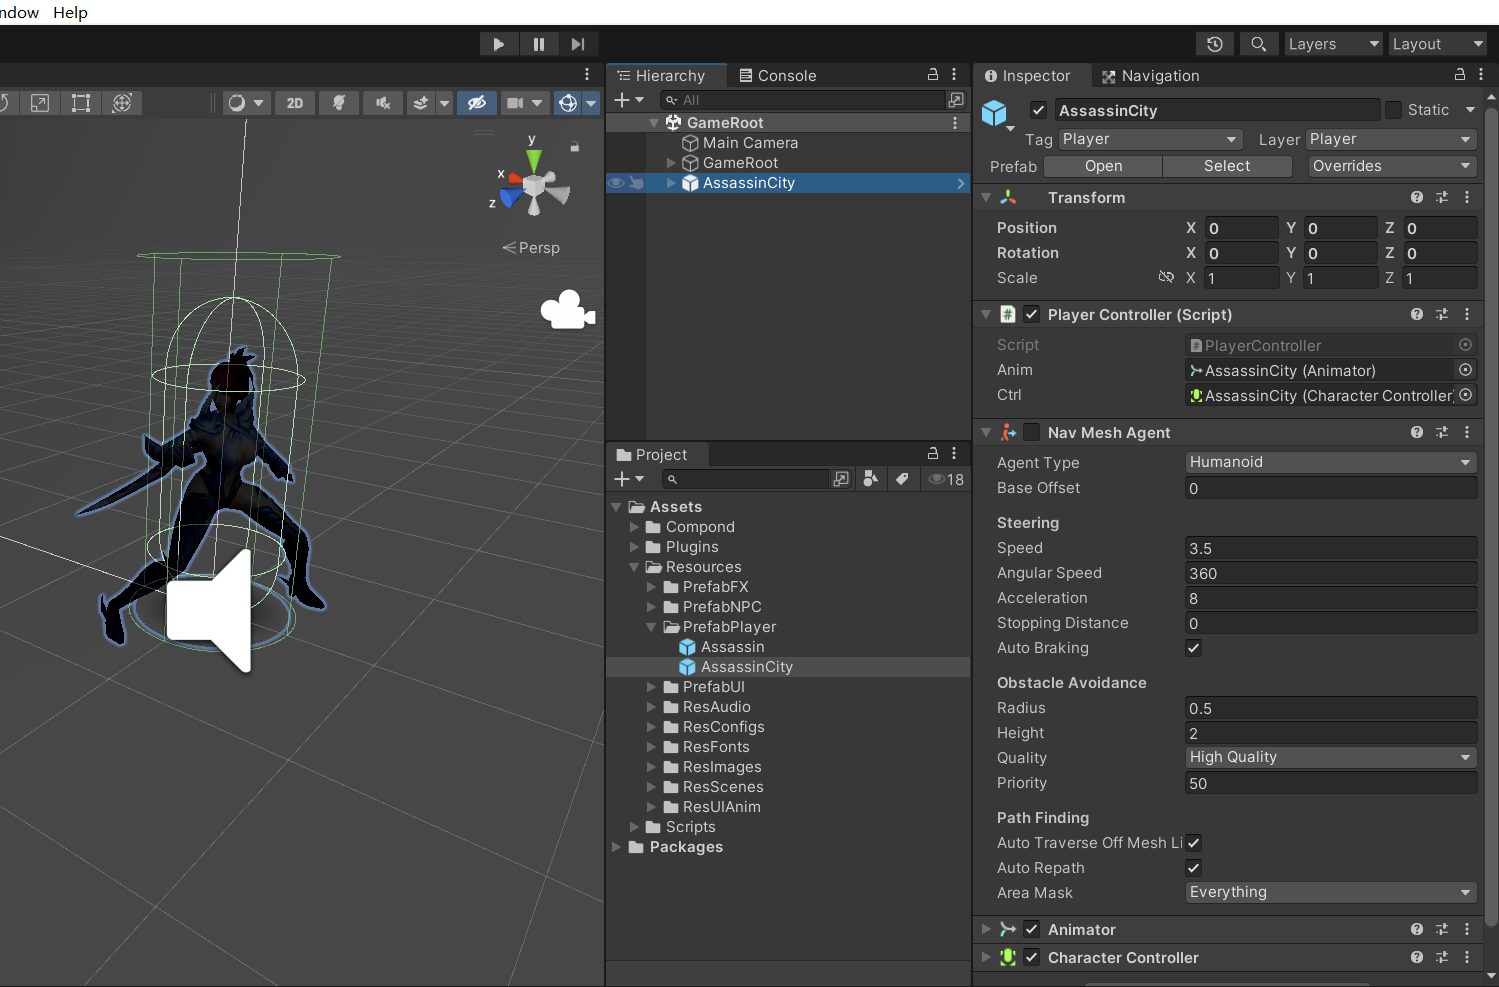 ndow Help
Layers Layout
2D
y
x
z
Persp
Hierarchy Console
All
GameRoot
Main Camera
GameRoot
AssassinCity
Project
18
Assets
Compond
Plugins
Resources
PrefabFX
PrefabNPC
PrefabPlayer
Assassin
AssassinCity
PrefabUI
ResAudio
ResConfigs
ResFonts
ResImages
ResScenes
ResUIAnim
Scripts
Packages
Inspector Navigation
AssassinCity Static
Tag Player Layer Player
Prefab Open Select Overrides
Transform
Position X 0 Y 0 Z 0
Rotation X 0 Y 0 Z 0
Scale X 1 Y 1 Z 1
# Player Controller (Script)
Script # PlayerController
Anim AssassinCity (Animator)
Ctrl AssassinCity (Character Controller)
Nav Mesh Agent
Agent Type Humanoid
Base Offset 0
Steering
Speed 3.5
Angular Speed 360
Acceleration 8
Stopping Distance 0
Auto Braking
Obstacle Avoidance
Radius 0.5
Height 2
Quality High Quality
Priority 50
Path Finding
Auto Traverse Off Mesh Li
Auto Repath
Area Mask Everything
Animator
Character Controller